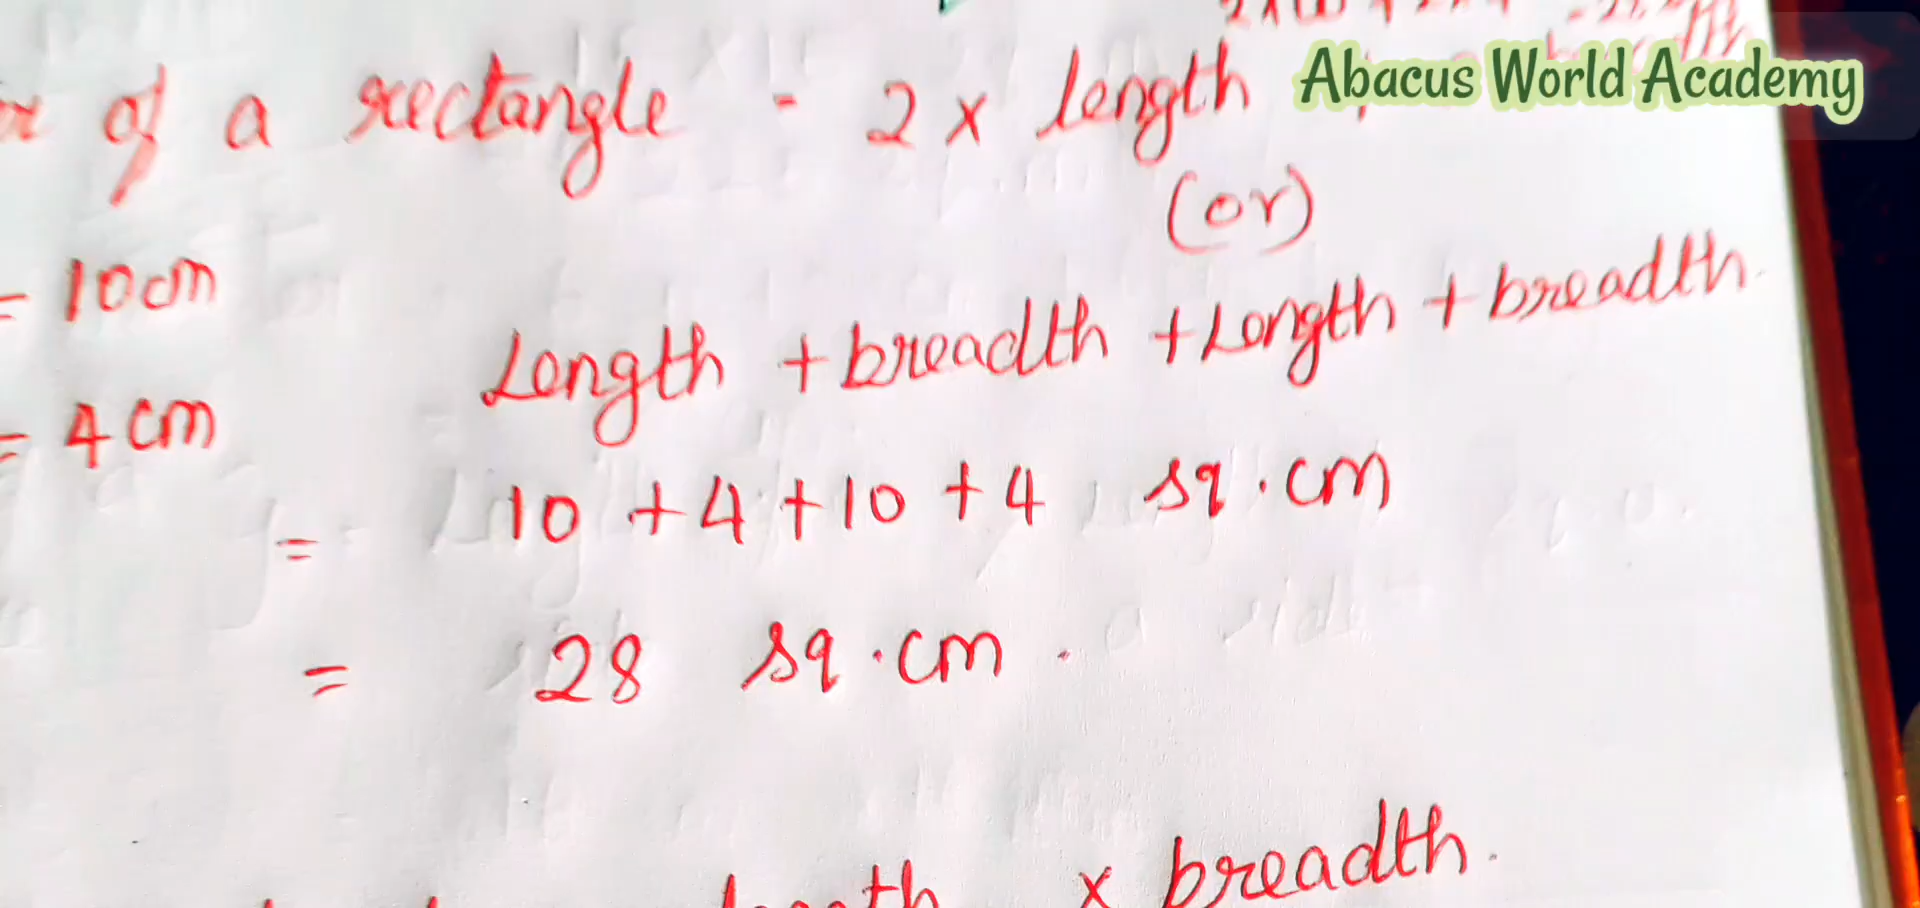 Abacus World Academy
of a rectangle = 2 x length
(or)
= 10cm
Length + breadth + Length + breadth.
= 4 cm
= 10 + 4 + 10 + 4 sq.cm
= 28 sq.cm.
length x breadth.